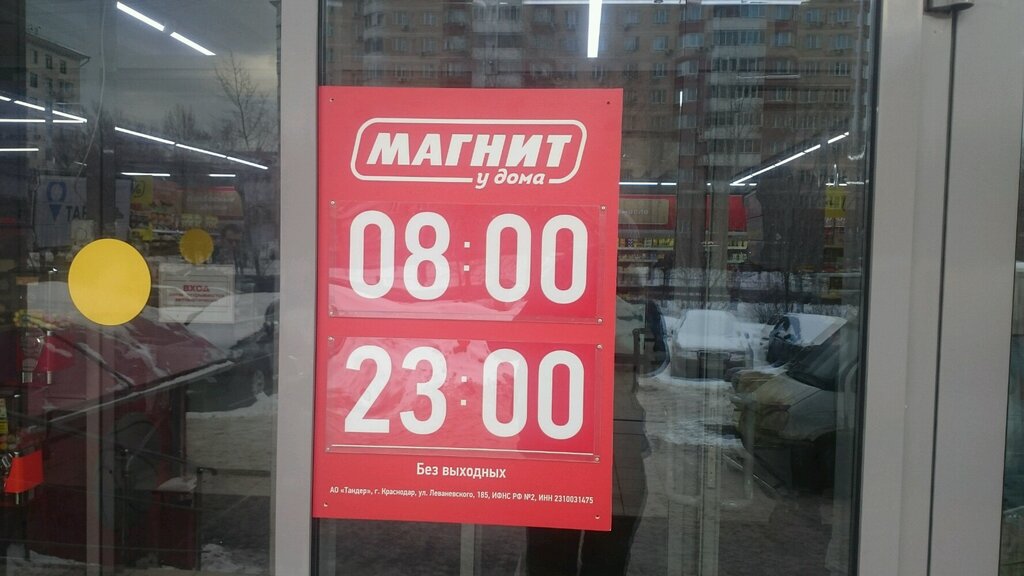 МАГНИТ
у дома
08:00
23:00
Без выходных
АО «Тандер», г. Краснодар, ул. Леваневского, 185, ИФНС РФ №2, ИНН 2310031475
ВХОД